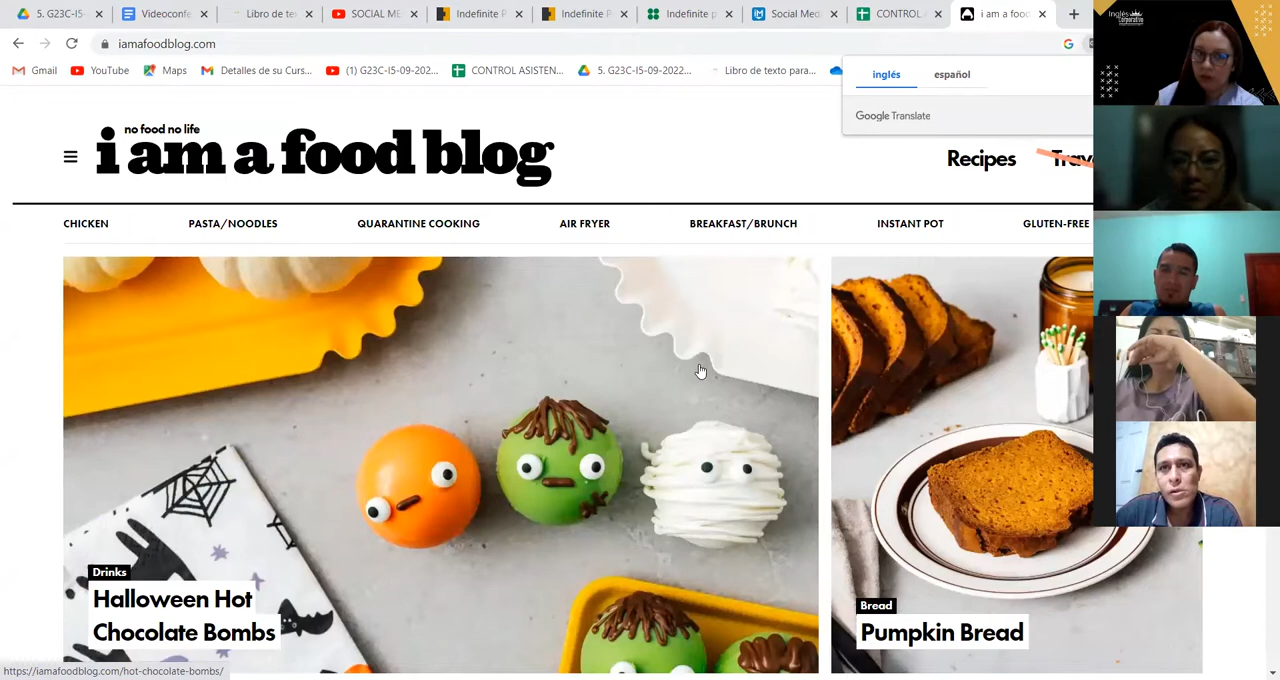 5. G23C-I5-
Videoconfe
Libro de te
SOCIAL ME
Indefinite P
Indefinite P
Indefinite p
Social Med
CONTROL
i am a food
iamafoodblog.com
Gmail
YouTube
Maps
Detalles de su Curs...
(1) G23C-I5-09-202...
CONTROL ASISTEN...
5. G23C-I5-09-2022...
Libro de texto para...
inglés
español
Google Translate
Inglés
Corporativo
no food no life
i am a food blog
Recipes
Trav
CHICKEN
PASTA/NOODLES
QUARANTINE COOKING
AIR FRYER
BREAKFAST/BRUNCH
INSTANT POT
GLUTEN-FREE
Drinks
Halloween Hot
Chocolate Bombs
Bread
Pumpkin Bread
https://iamafoodblog.com/hot-chocolate-bombs/